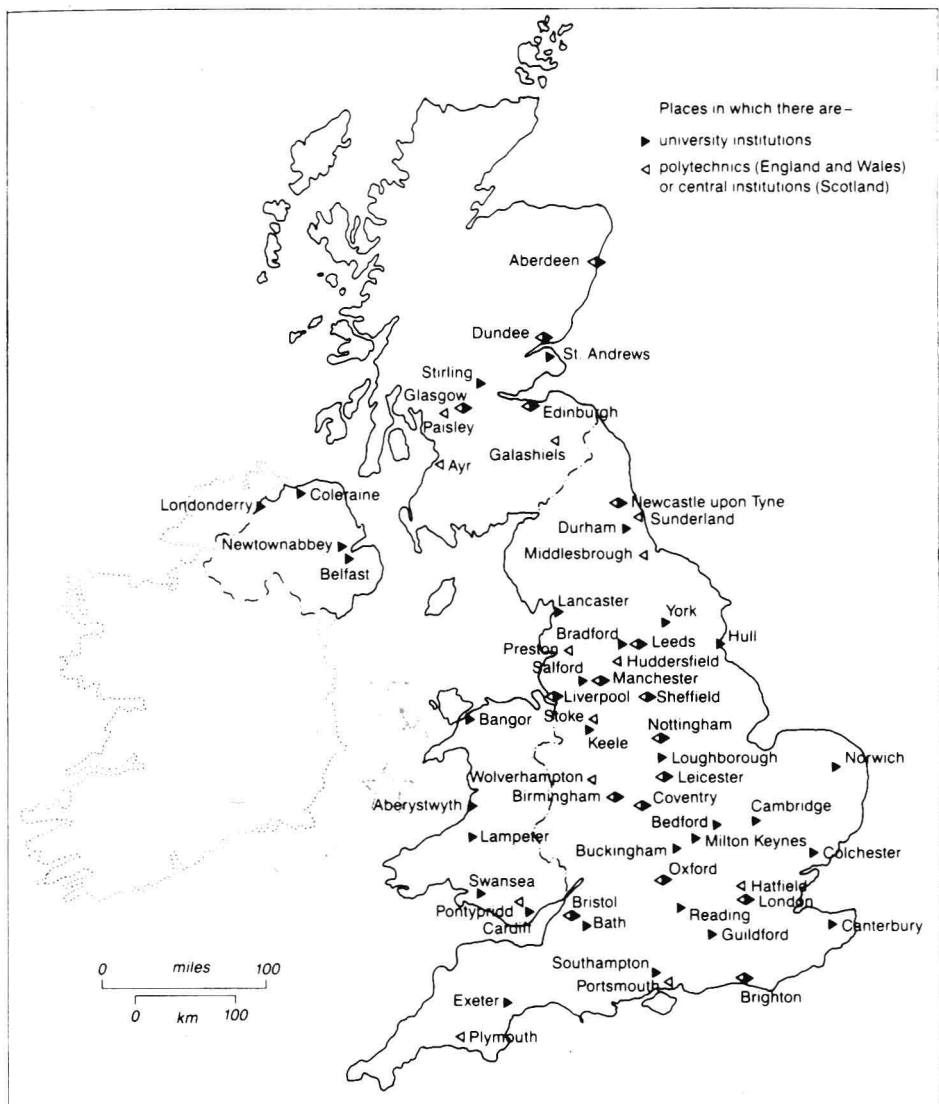 Places in which there are –
university institutions
polytechnics (England and Wales)
or central institutions (Scotland)
Aberdeen
Dundee
St. Andrews
Stirling
Glasgow
Edinburgh
Paisley
Galashiels
Ayr
Coleraine
Londonderry
Newcastle upon Tyne
Sunderland
Durham
Newtownabbey
Middlesbrough
Belfast
Lancaster
York
Bradford
Leeds
Hull
Preston
Huddersfield
Salford
Manchester
Liverpool
Sheffield
Bangor
Stoke
Nottingham
Keele
Loughborough
Norwich
Wolverhampton
Leicester
Birmingham
Aberystwyth
Coventry
Cambridge
Bedford
Lampeter
Milton Keynes
Buckingham
Colchester
Oxford
Swansea
Hatfield
Bristol
London
Pontypridd
Reading
Cardiff
Bath
Canterbury
Guildford
0 miles 100
Southampton
Portsmouth
Brighton
Exeter
0 km 100
Plymouth